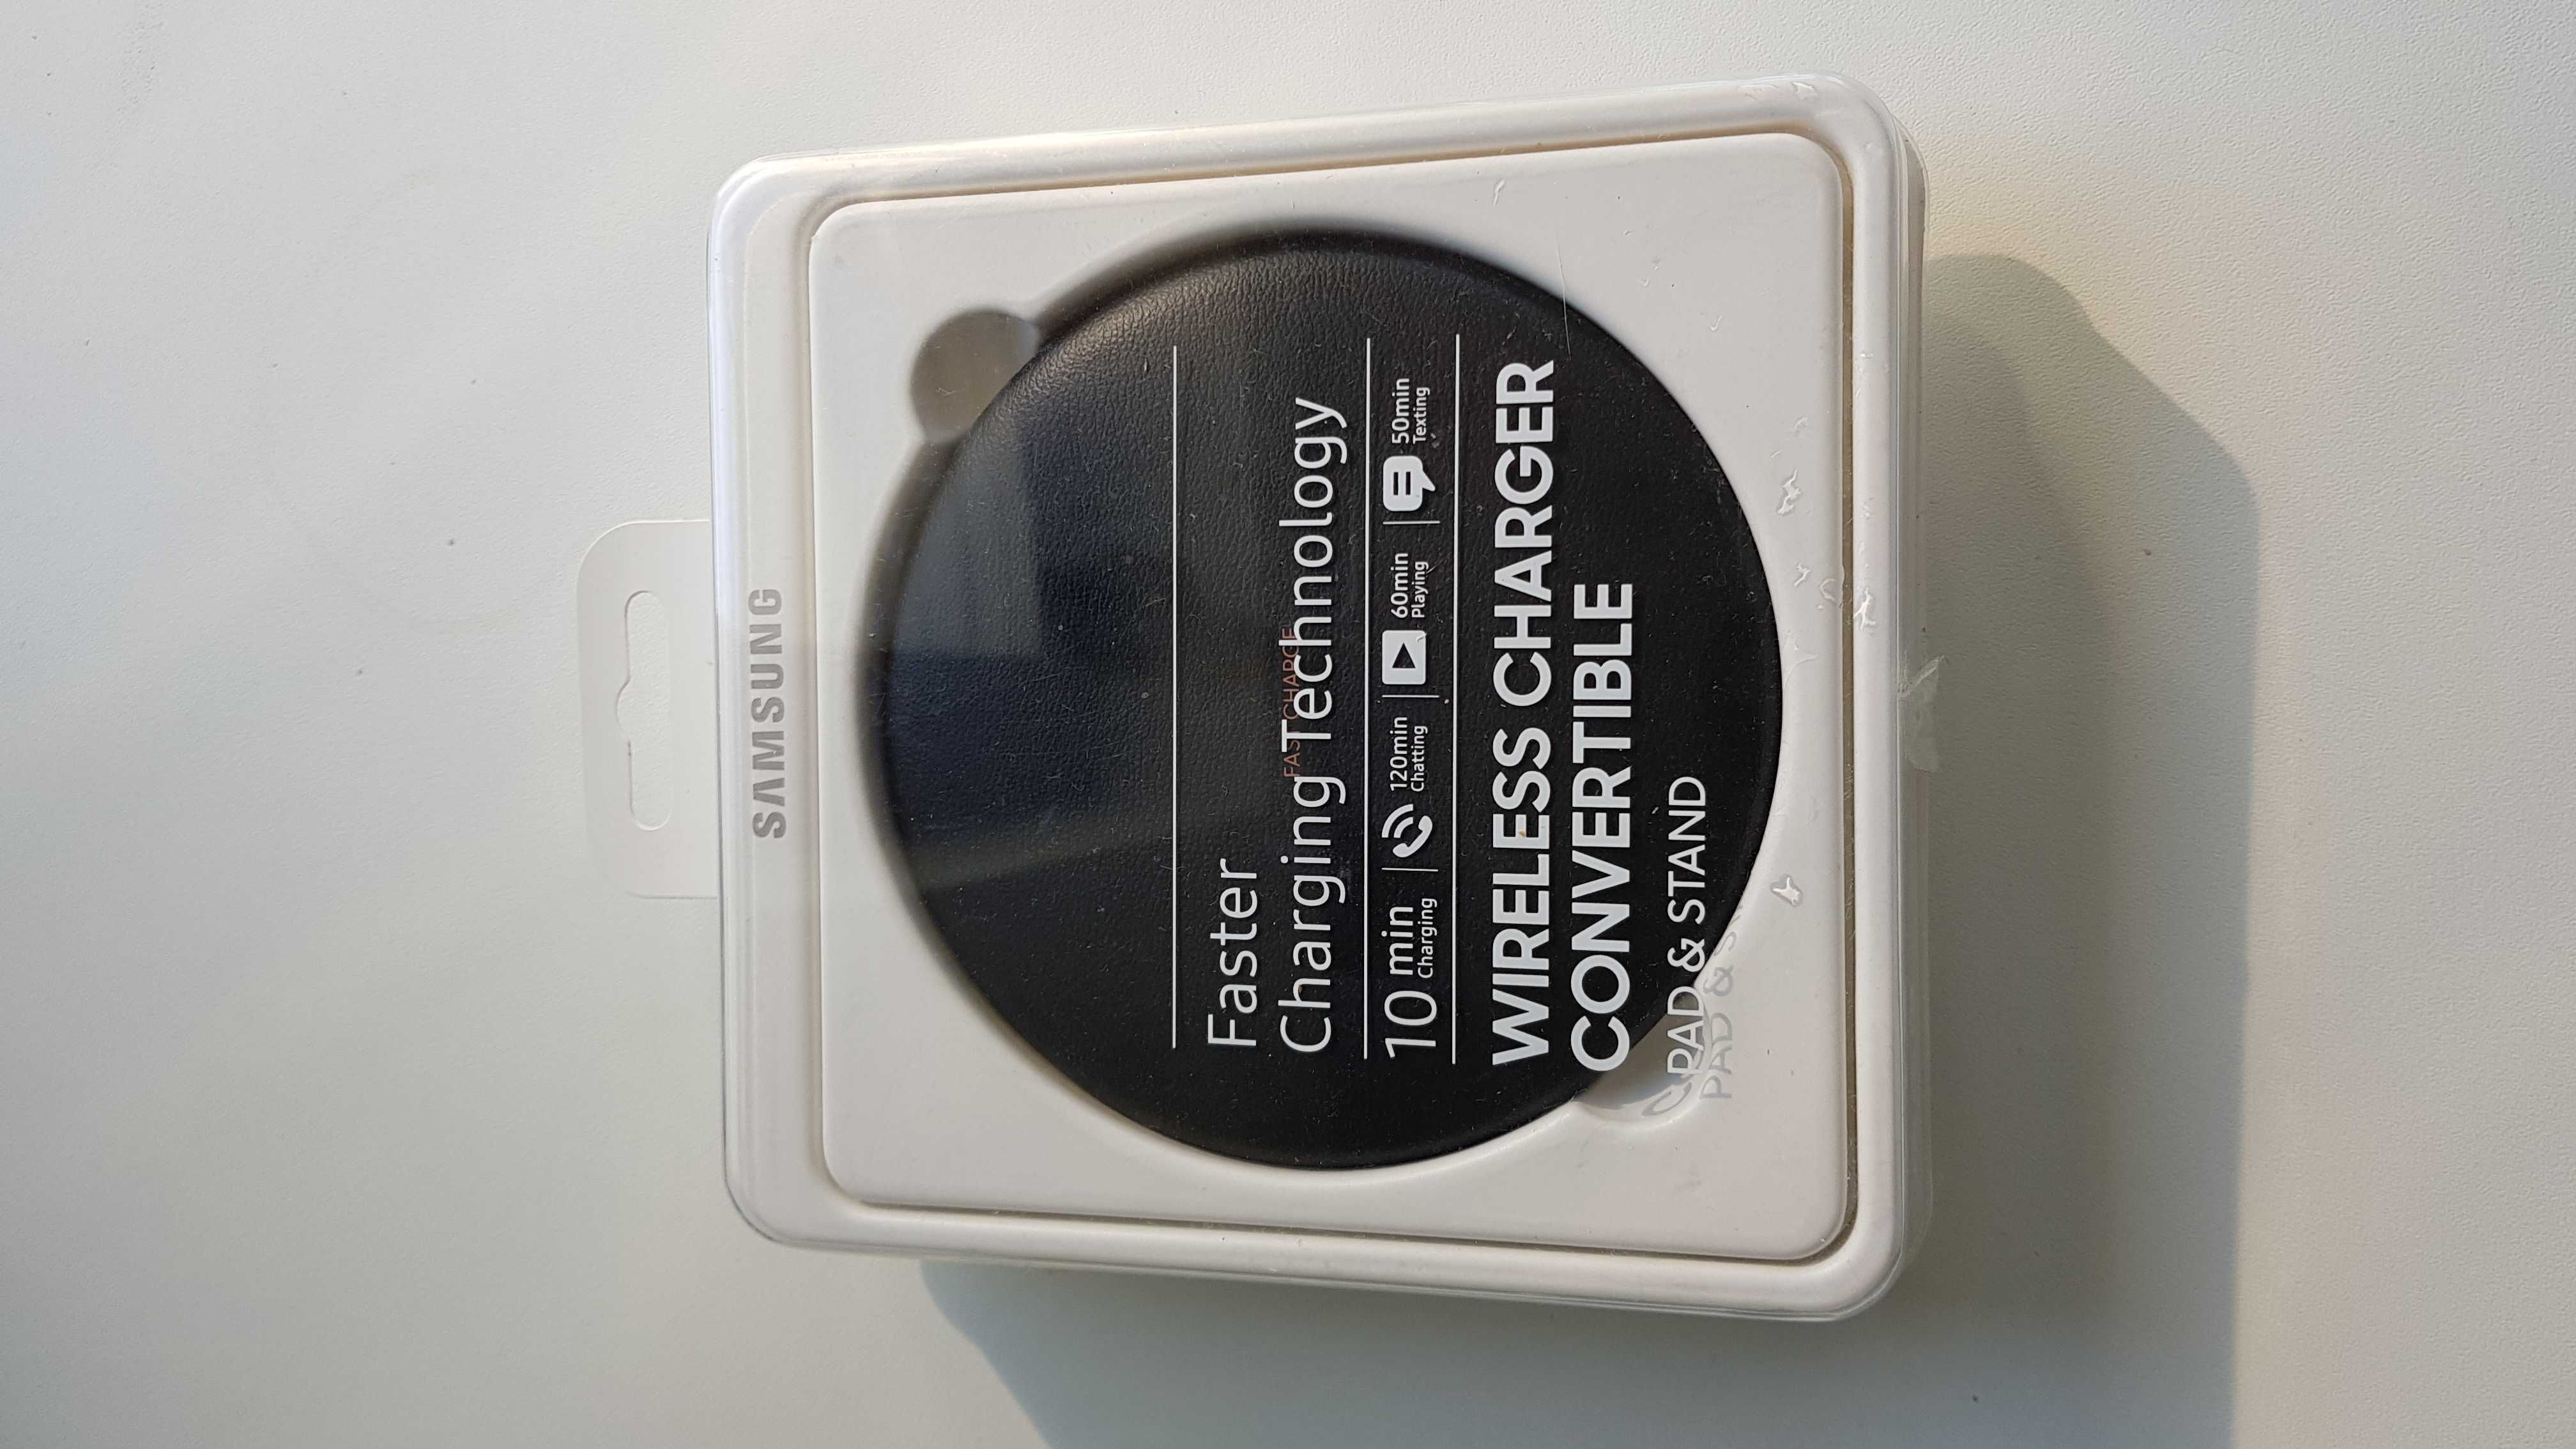 SAMSUNG
Faster
Charging Technology
FAST CHARGE
10 min
Charging
120min
Chatting
60min
Playing
50min
Texting
WIRELESS CHARGER
CONVERTIBLE
PAD & STAND